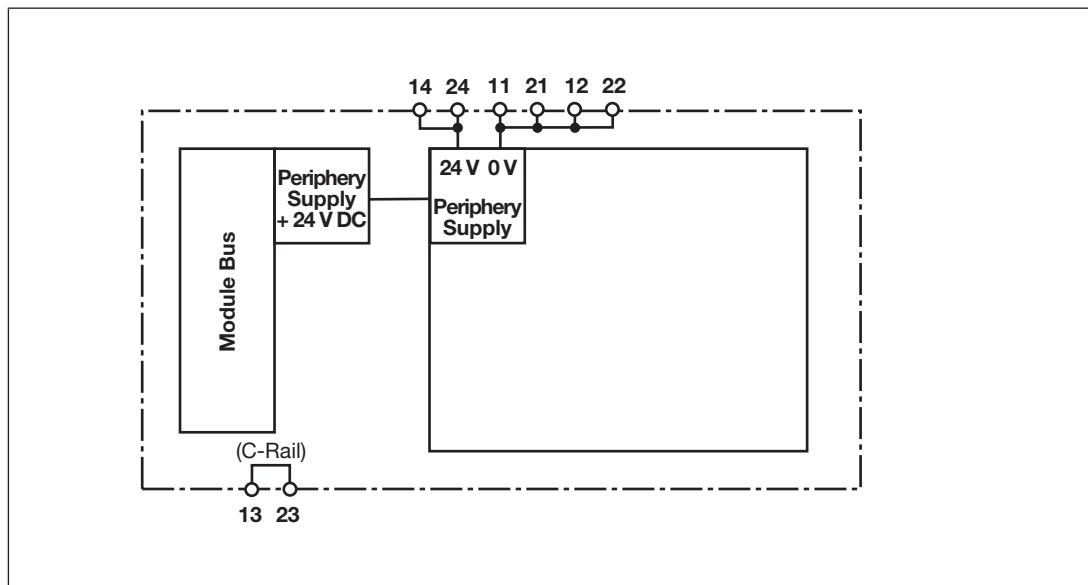 14 24 11 21 12 22
24 V 0 V
Periphery
Supply
Periphery
Supply
+ 24 V DC
Module Bus
(C-Rail)
13 23